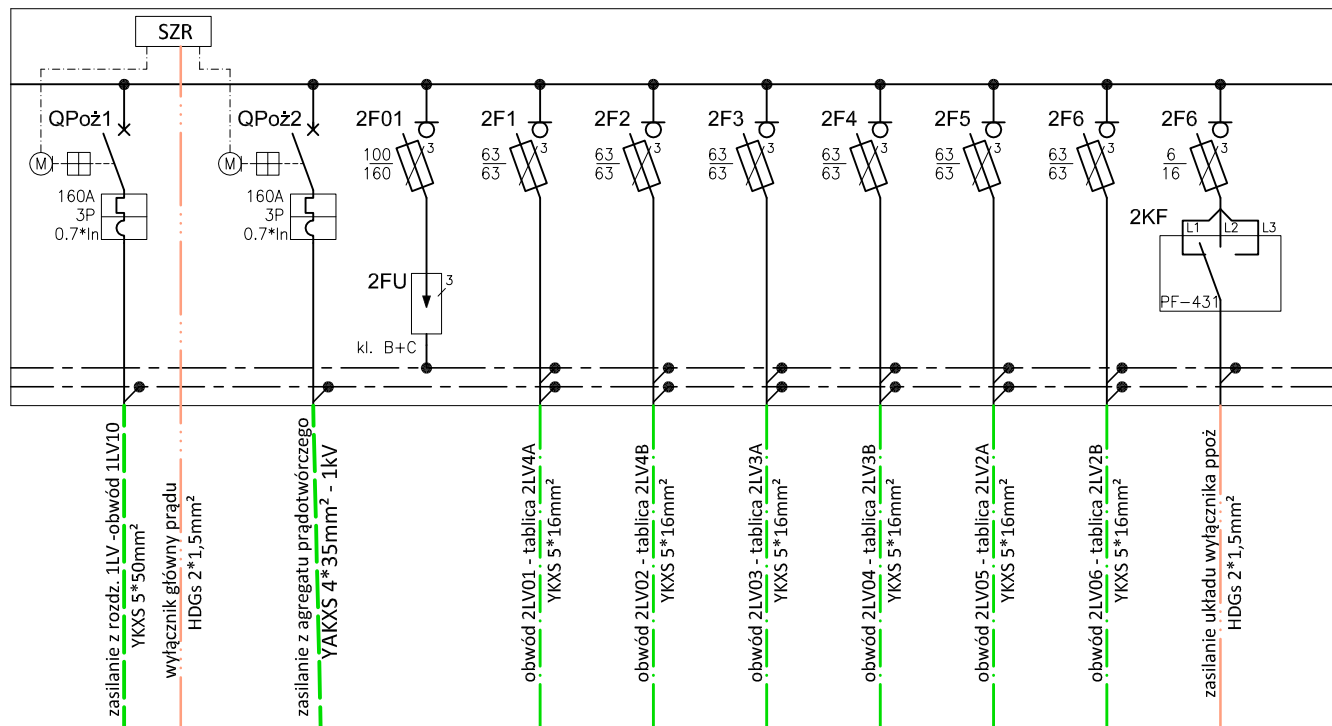 SZR
QPoż1
QPoż2
2F01
2F1
2F2
2F3
2F4
2F5
2F6
2F6
M
160A
3P
0.7*In
M
160A
3P
0.7*In
100
160
3
63
63
3
63
63
3
63
63
3
63
63
3
63
63
3
63
63
3
6
16
3
2FU
3
kl. B+C
2KF
L1
L2
L3
PF-431
zasilanie z rozdz. 1LV -obwód 1LV10
YKXS 5*50mm²
wyłącznik główny prądu
HDGs 2*1,5mm²
zasilanie z agregatu prądotwórczego
YAKXS 4*35mm² - 1kV
obwód 2LV01 - tablica 2LV4A
YKXS 5*16mm²
obwód 2LV02 - tablica 2LV4B
YKXS 5*16mm²
obwód 2LV03 - tablica 2LV3A
YKXS 5*16mm²
obwód 2LV04 - tablica 2LV3B
YKXS 5*16mm²
obwód 2LV05 - tablica 2LV2A
YKXS 5*16mm²
obwód 2LV06 - tablica 2LV2B
YKXS 5*16mm²
zasilanie układu wyłącznika ppoż
HDGs 2*1,5mm²